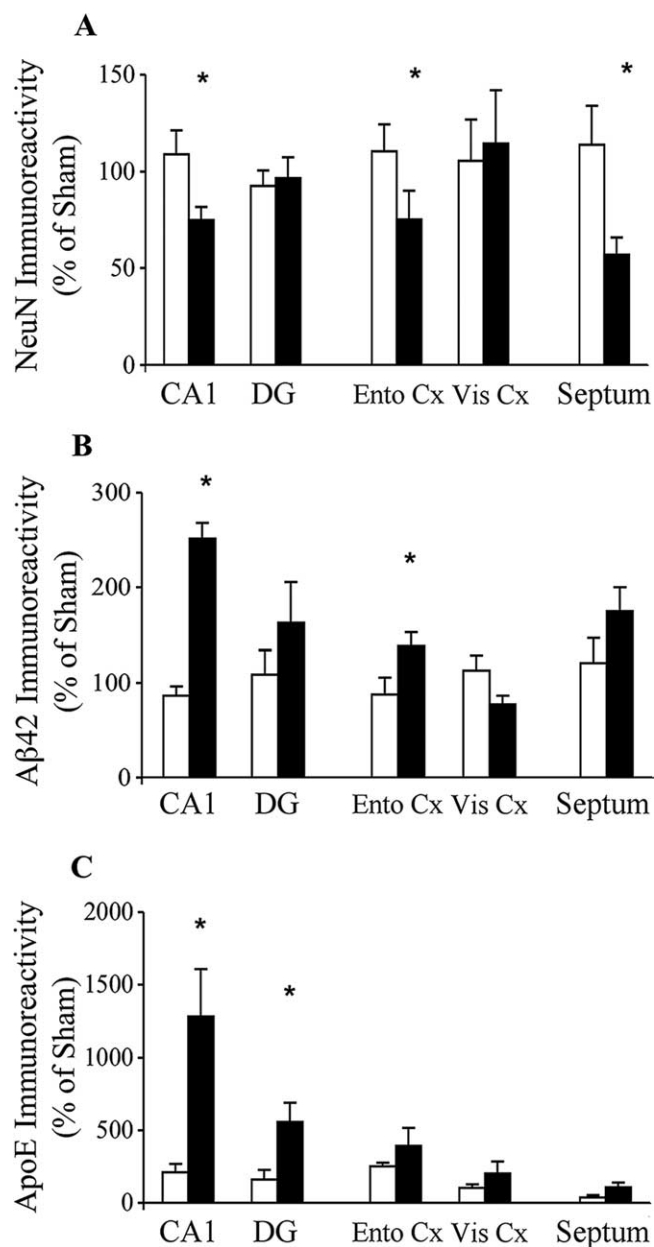 A
*
*
*
150
100
50
0
NeuN Immunoreactivity
(% of Sham)
CA1 DG Ento Cx Vis Cx Septum
B
*
*
300
200
100
0
Aβ42 Immunoreactivity
(% of Sham)
CA1 DG Ento Cx Vis Cx Septum
C
*
*
2000
1500
1000
500
0
ApoE Immunoreactivity
(% of Sham)
CA1 DG Ento Cx Vis Cx Septum